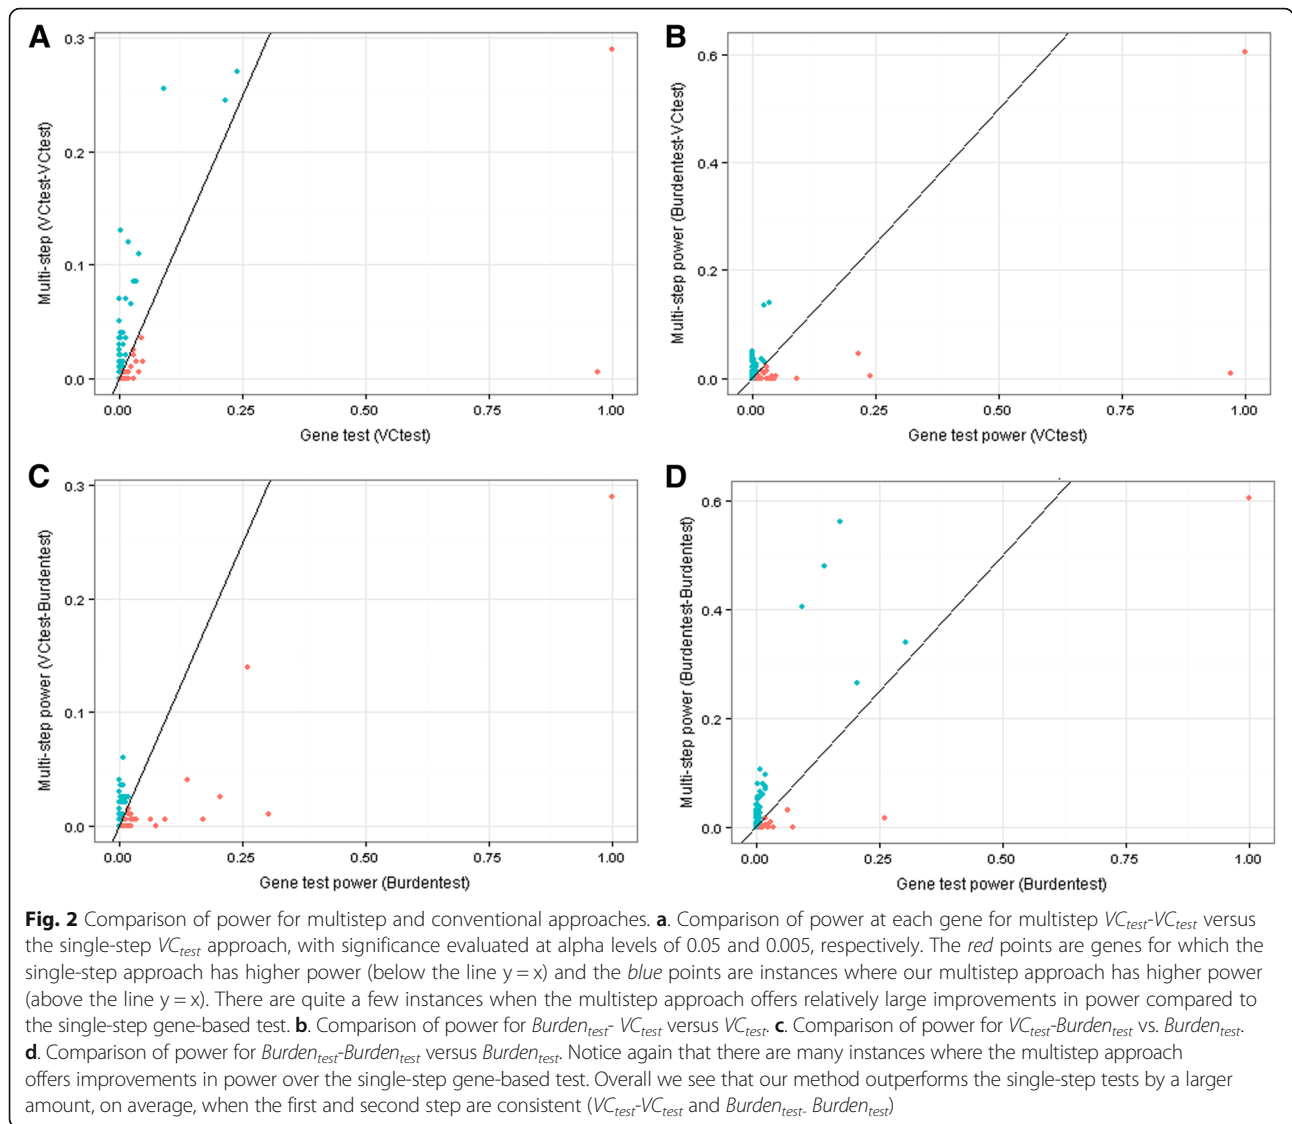 A
0.3
0.2
0.1
0.0
Multi-step (VCtest-VCtest)
0.00 0.25 0.50 0.75 1.00
Gene test (VCtest)
B
0.6
0.4
0.2
0.0
Multi-step power (Burdentest-VCtest)
0.00 0.25 0.50 0.75 1.00
Gene test power (VCtest)
C
0.3
0.2
0.1
0.0
Multi-step power (VCtest-Burdentest)
0.00 0.25 0.50 0.75 1.00
Gene test power (Burdentest)
D
0.6
0.4
0.2
0.0
Multi-step power (Burdentest-Burdentest)
0.00 0.25 0.50 0.75 1.00
Gene test power (Burdentest)
Fig. 2 Comparison of power for multistep and conventional approaches. a. Comparison of power at each gene for multistep VCtest-VCtest versus
the single-step VCtest approach, with significance evaluated at alpha levels of 0.05 and 0.005, respectively. The red points are genes for which the
single-step approach has higher power (below the line y = x) and the blue points are instances where our multistep approach has higher power
(above the line y = x). There are quite a few instances when the multistep approach offers relatively large improvements in power compared to
the single-step gene-based test. b. Comparison of power for Burdentest- VCtest versus VCtest. c. Comparison of power for VCtest-Burdentest vs. Burdentest.
d. Comparison of power for Burdentest-Burdentest versus Burdentest. Notice again that there are many instances where the multistep approach
offers improvements in power over the single-step gene-based test. Overall we see that our method outperforms the single-step tests by a larger
amount, on average, when the first and second step are consistent (VCtest-VCtest and Burdentest- Burdentest)